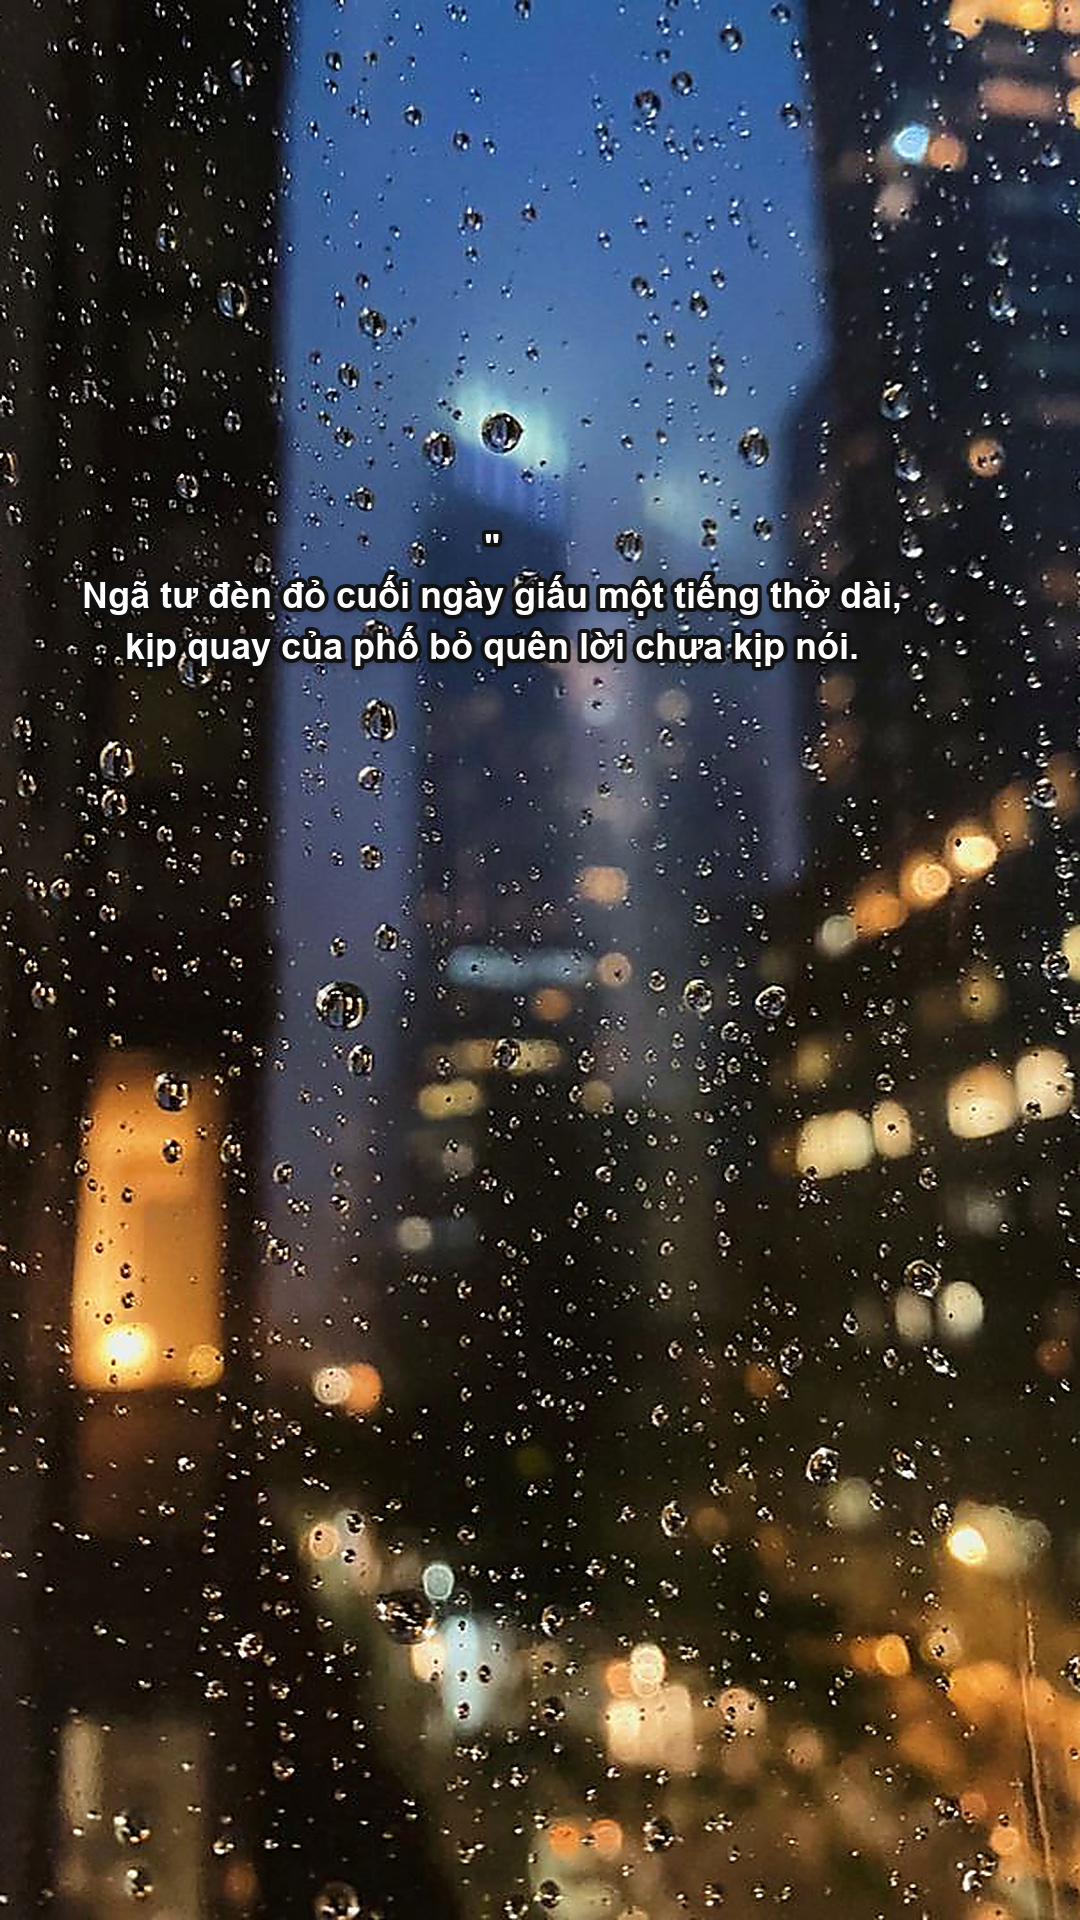 "
Ngã tư đèn đỏ cuối ngày giấu một tiếng thở dài,
kịp quay của phố bỏ quên lời chưa kịp nói.